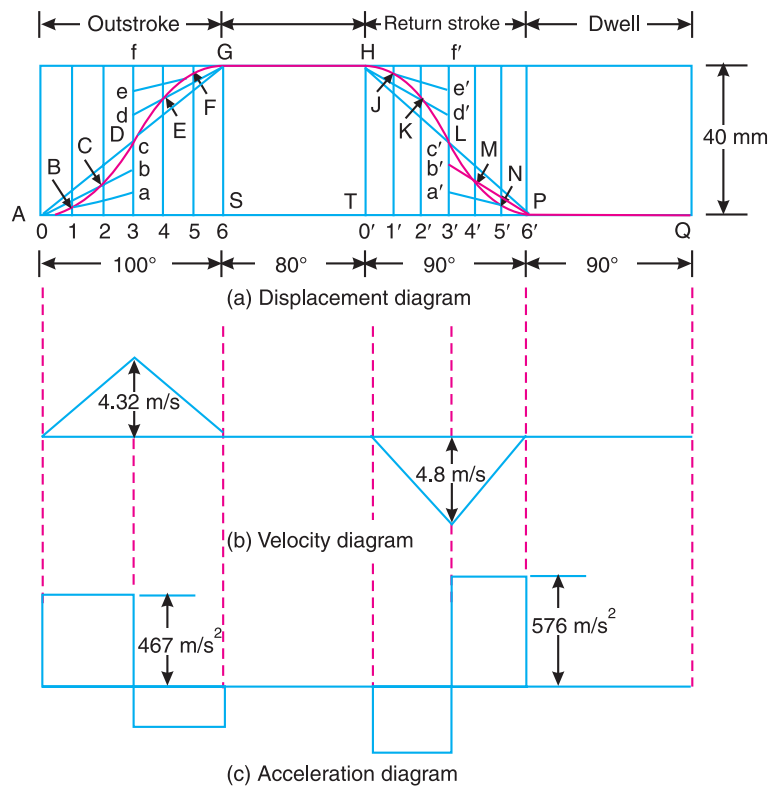 Outstroke Return stroke Dwell
f G H f′
e F J e′
d E K d′
D L
C c c′ M
B b b′ N
a a′
A S T P
40 mm
0 1 2 3 4 5 6 0′ 1′ 2′ 3′ 4′ 5′ 6′ Q
100° 80° 90° 90°
(a) Displacement diagram
4.32 m/s
4.8 m/s
(b) Velocity diagram
467 m/s²
576 m/s²
(c) Acceleration diagram